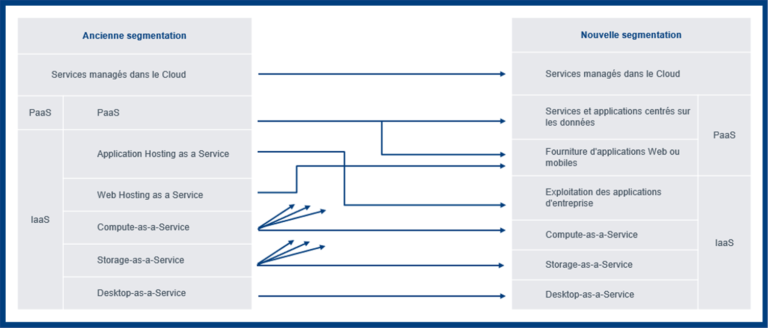 Ancienne segmentation
Services managés dans le Cloud
PaaS
PaaS
IaaS
Application Hosting as a Service
Web Hosting as a Service
Compute-as-a-Service
Storage-as-a-Service
Desktop-as-a-Service
Nouvelle segmentation
Services managés dans le Cloud
Services et applications centrés sur
les données
Fourniture d'applications Web ou
mobiles
PaaS
Exploitation des applications
d'entreprise
Compute-as-a-Service
Storage-as-a-Service
Desktop-as-a-Service
IaaS